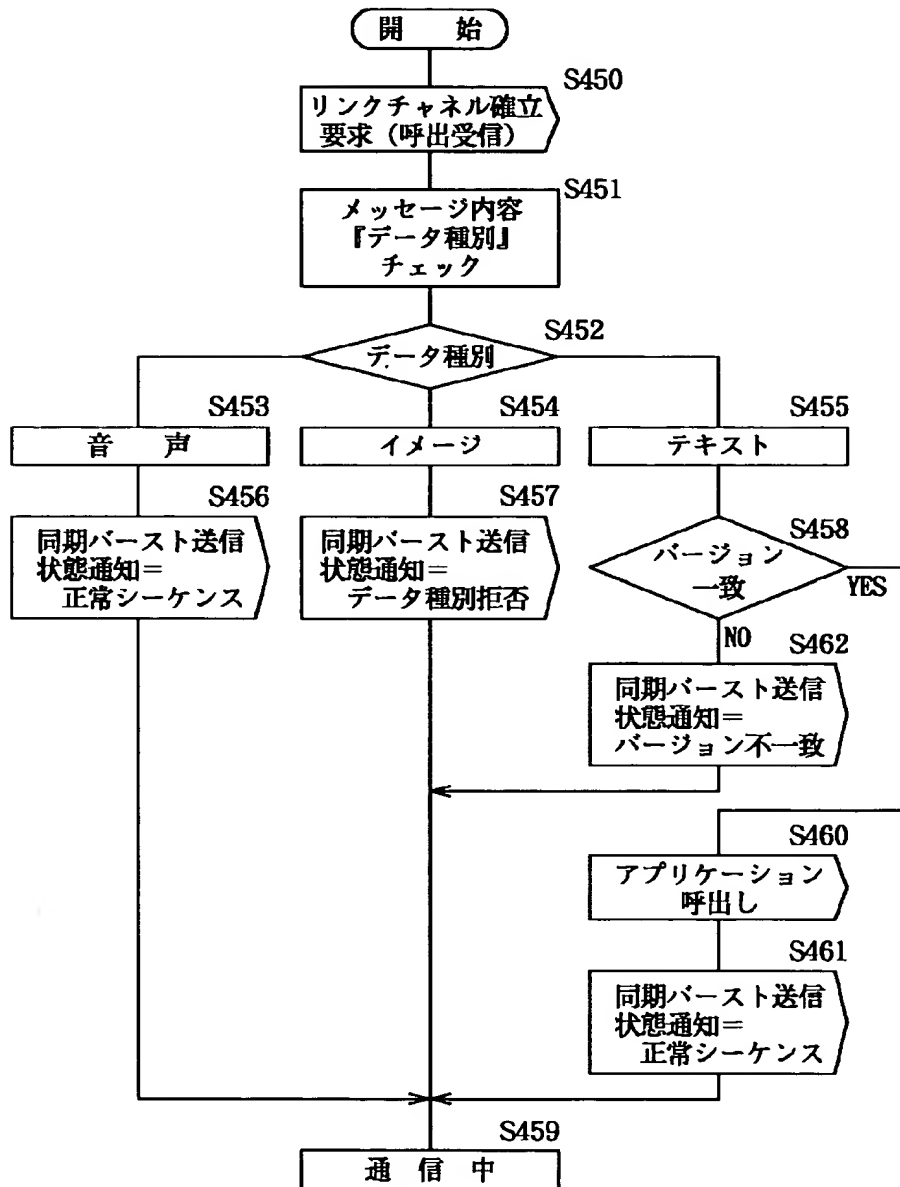 開 始
S450
リンクチャネル確立
要求（呼出受信）
S451
メッセージ内容
『データ種別』
チェック
S452
データ種別
S453
音 声
S454
イメージ
S455
テキスト
S456
同期バースト送信
状態通知＝
正常シーケンス
S457
同期バースト送信
状態通知＝
データ種別拒否
S458
バージョン
一致
YES
NO
S462
同期バースト送信
状態通知＝
バージョン不一致
S460
アプリケーション
呼出し
S461
同期バースト送信
状態通知＝
正常シーケンス
S459
通 信 中